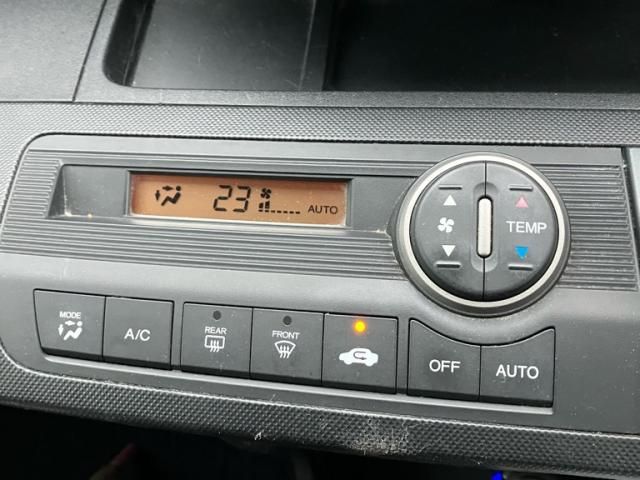 23 AUTO
TEMP
MODE
A/C
REAR
FRONT
OFF
AUTO